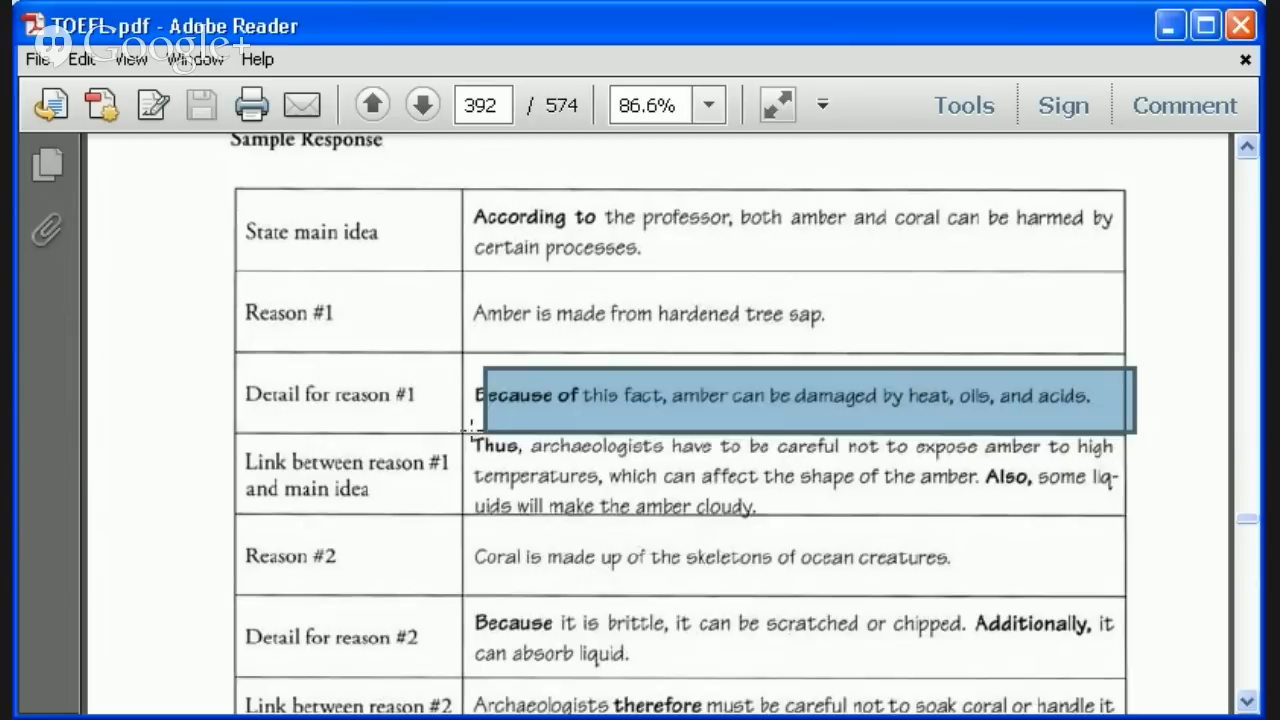 TOEFL.pdf - Adobe Reader
Google+
File Edit View Window Help
392 / 574 86.6% Tools Sign Comment
Sample Response
State main idea
According to the professor, both amber and coral can be harmed by
certain processes.
Reason #1
Amber is made from hardened tree sap.
Detail for reason #1
Because of this fact, amber can be damaged by heat, oils, and acids.
Link between reason #1
and main idea
Thus, archaeologists have to be careful not to expose amber to high
temperatures, which can affect the shape of the amber. Also, some liq-
uids will make the amber cloudy.
Reason #2
Coral is made up of the skeletons of ocean creatures.
Detail for reason #2
Because it is brittle, it can be scratched or chipped. Additionally, it
can absorb liquid.
Link between reason #2
Archaeologists therefore must be careful not to soak coral or handle it